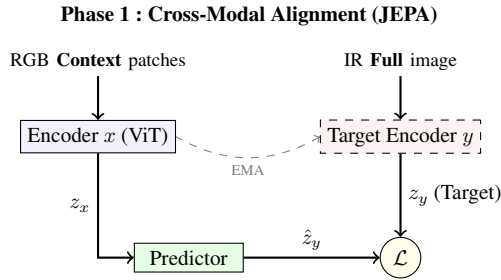 Phase 1 : Cross-Modal Alignment (JEPA)
RGB Context patches
IR Full image
Encoder x (ViT)
Target Encoder y
EMA
z_x
z_y (Target)
ẑ_y
Predictor
ℒ